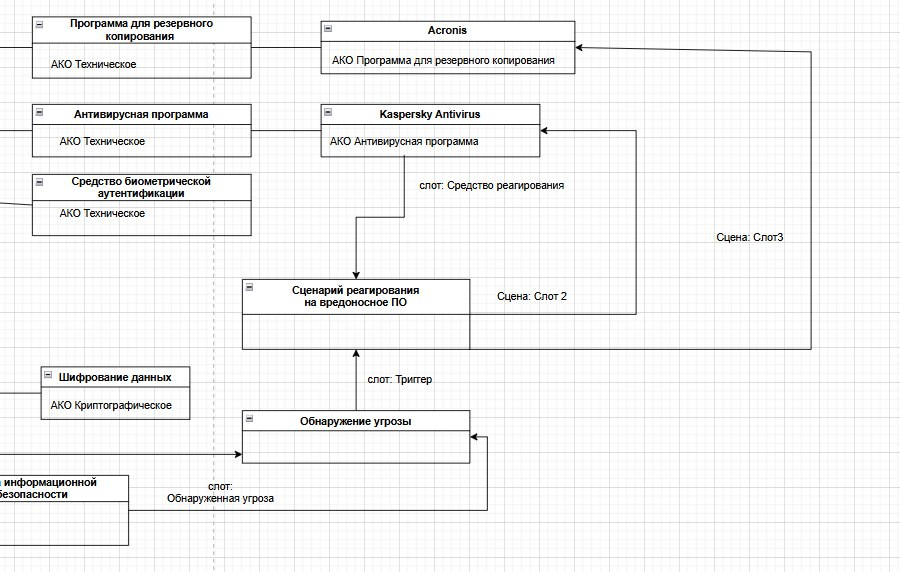 Программа для резервного
копирования
АКО Техническое
Acronis
АКО Программа для резервного копирования
Антивирусная программа
АКО Техническое
Kaspersky Antivirus
АКО Антивирусная программа
Средство биометрической
аутентификации
АКО Техническое
слот: Средство реагирования
Сцена: Слот3
Сценарий реагирования
на вредоносное ПО
Сцена: Слот 2
слот: Триггер
Шифрование данных
АКО Криптографическое
Обнаружение угрозы
информационной
безопасности
слот:
Обнаруженная угроза